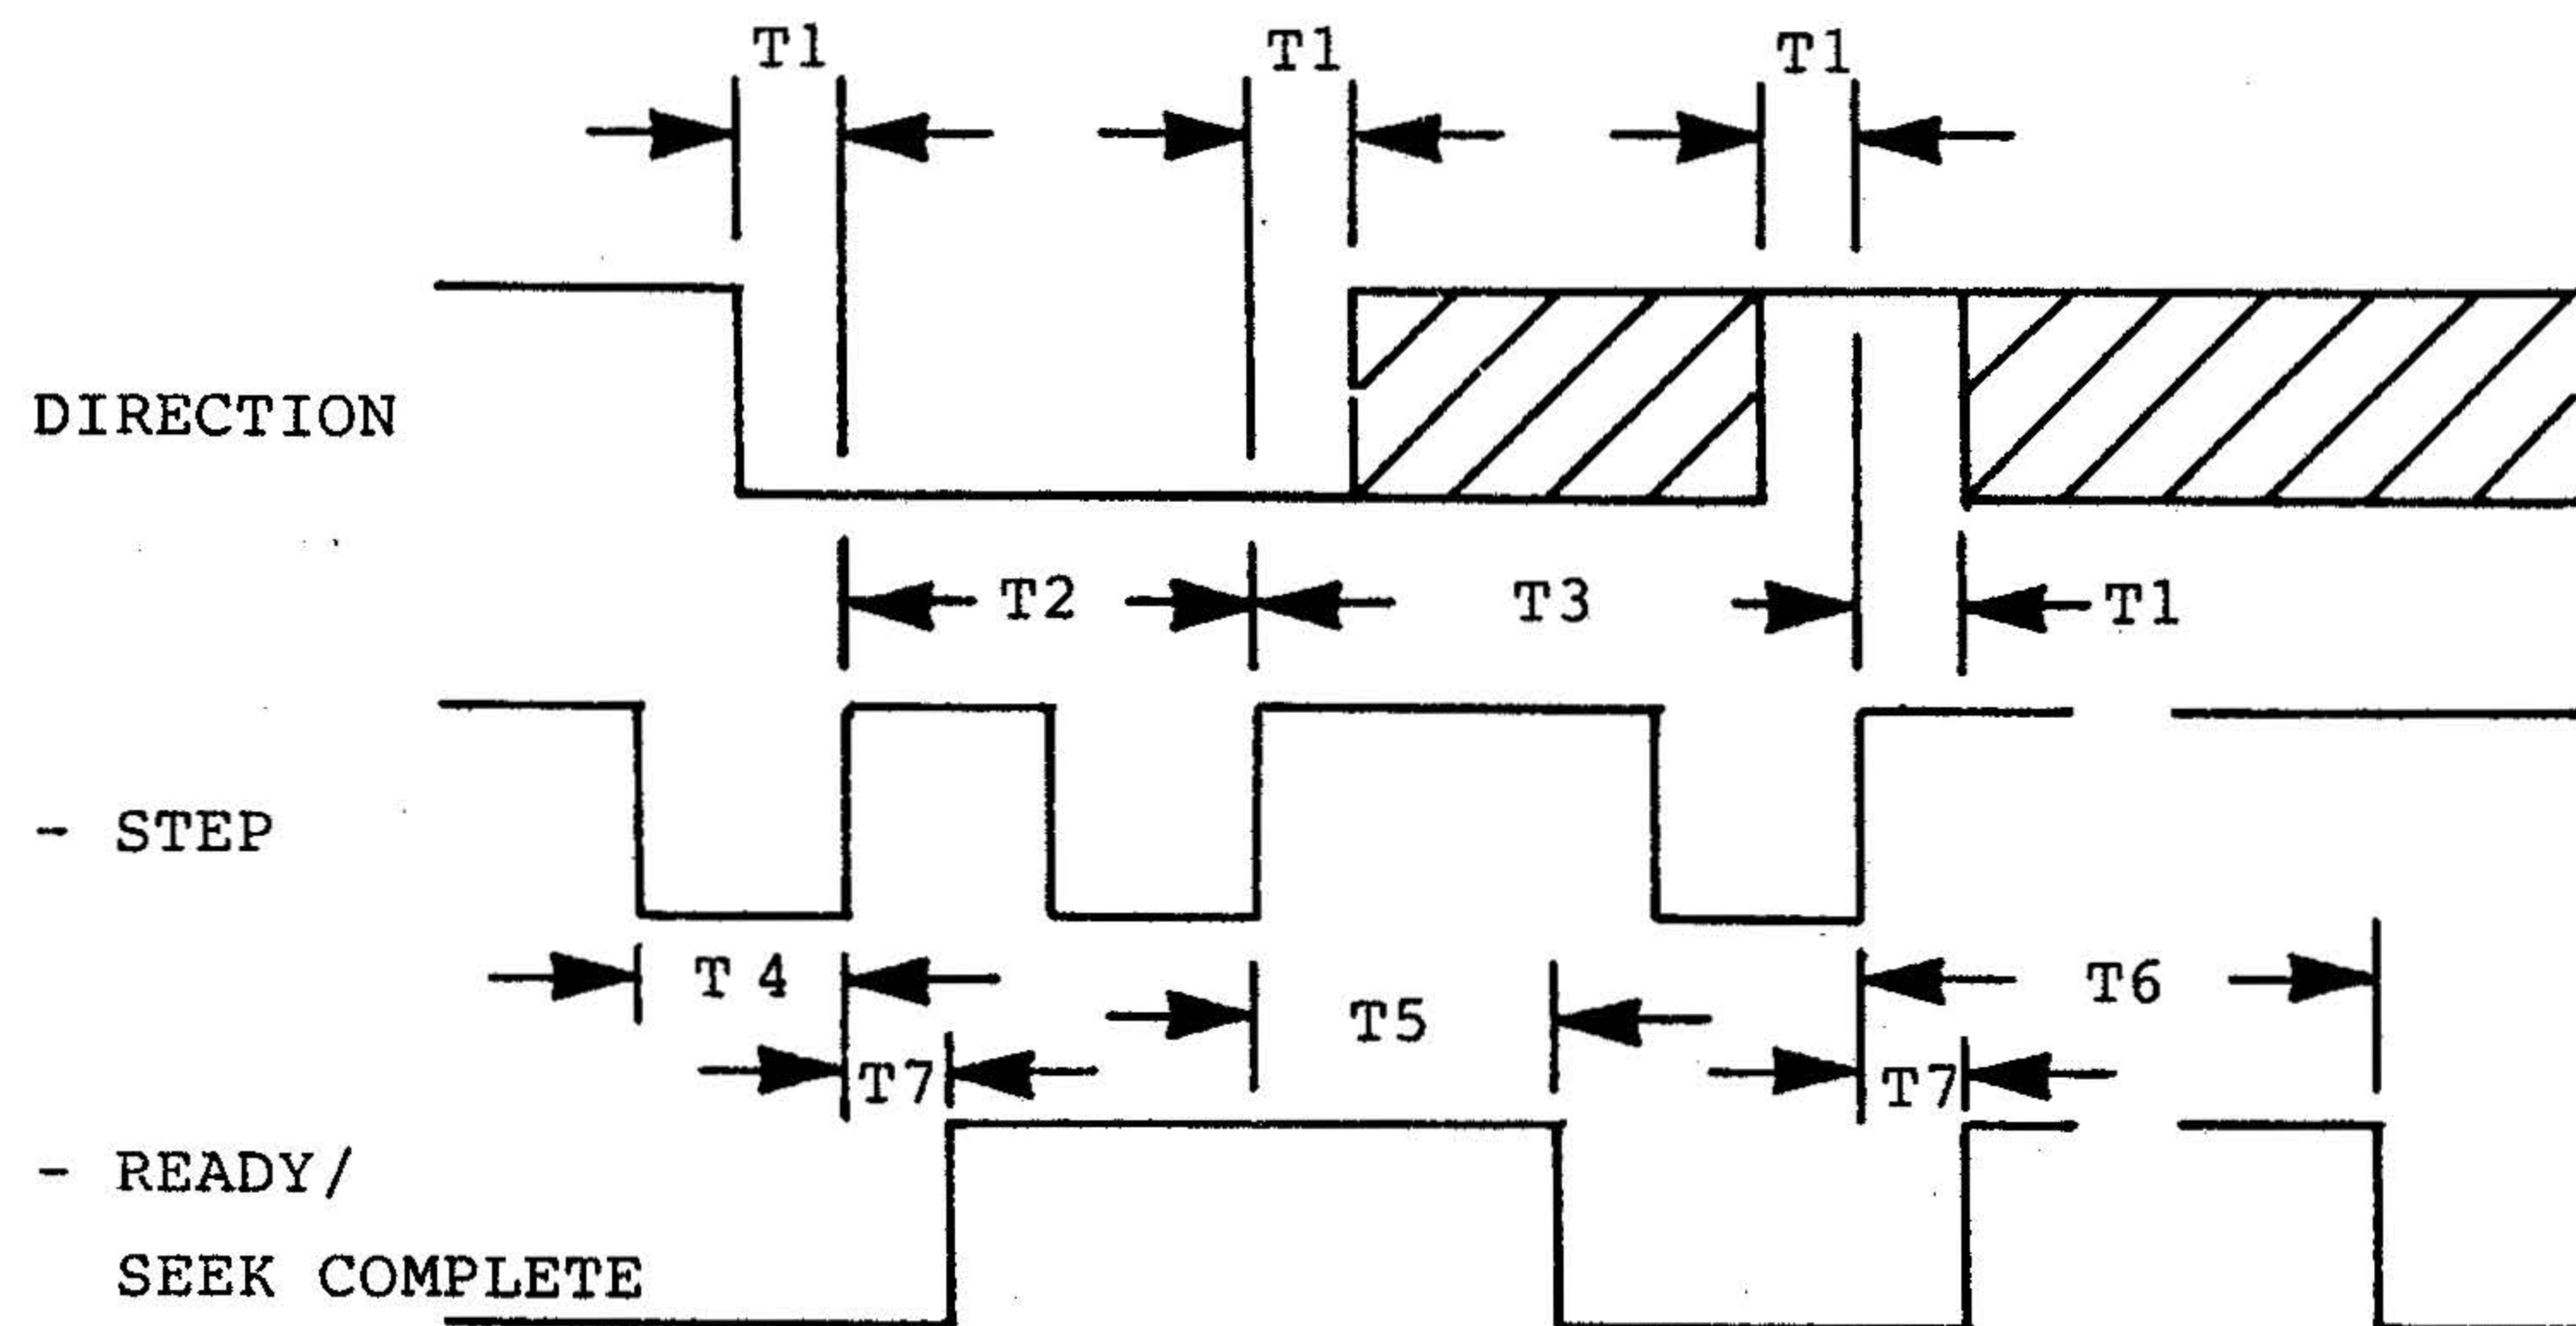 T1 T1 T1
DIRECTION
T2 T3 T1
- STEP
T 4 T5 T6
T7 T7
- READY/
SEEK COMPLETE